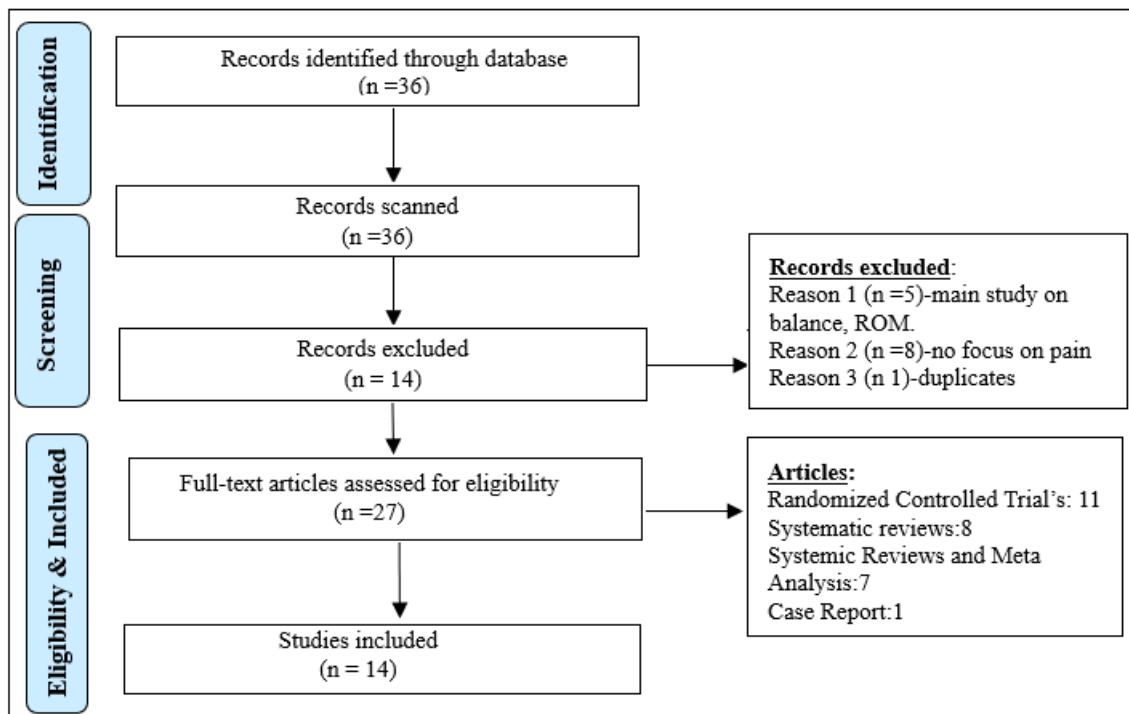 Identification
Records identified through database
(n =36)
Records scanned
(n =36)
Screening
Records excluded
(n = 14)
Records excluded:
Reason 1 (n =5)-main study on
balance, ROM.
Reason 2 (n =8)-no focus on pain
Reason 3 (n 1)-duplicates
Eligibility & Included
Full-text articles assessed for eligibility
(n =27)
Articles:
Randomized Controlled Trial’s: 11
Systematic reviews:8
Systemic Reviews and Meta
Analysis:7
Case Report:1
Studies included
(n = 14)